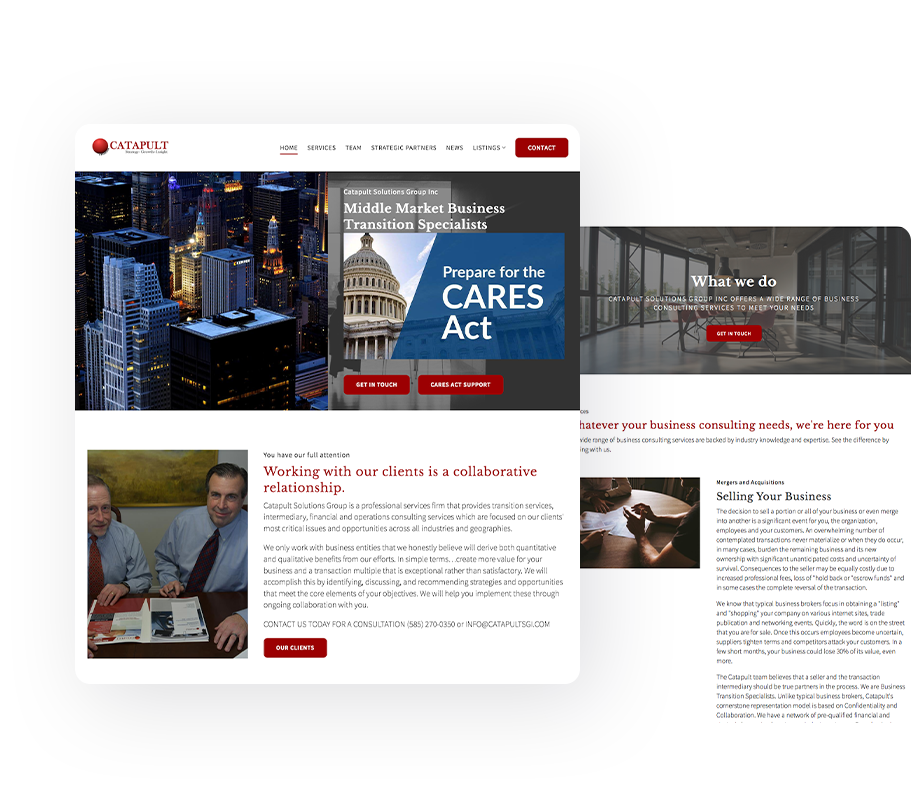 CATAPULT
Strategy | Growth | Insight
HOME
SERVICES
TEAM
STRATEGIC PARTNERS
NEWS
LISTINGS
CONTACT
Catapult Solutions Group Inc
Middle Market Business
Transition Specialists
Prepare for the
CARES
Act
GET IN TOUCH
CARES ACT SUPPORT
You have our full attention
Working with our clients is a collaborative
relationship.
Catapult Solutions Group is a professional services firm that provides transition services,
intermediary, financial and operations consulting services which are focused on our clients'
most critical issues and opportunities across all industries and geographies.
We only work with business entities that we honestly believe will derive both quantitative
and qualitative benefits from our efforts. In simple terms…create more value for your
business and a transaction multiple that is exceptional rather than satisfactory. We will
accomplish this by identifying, discussing, and recommending strategies and opportunities
that meet the core elements of your objectives. We will help you implement these through
ongoing collaboration with you.
CONTACT US TODAY FOR A CONSULTATION (585) 270-0350 or INFO@CATAPULTSGI.COM
OUR CLIENTS
What we do
CATAPULT SOLUTIONS GROUP INC OFFERS A WIDE RANGE OF BUSINESS
CONSULTING SERVICES TO MEET YOUR NEEDS
GET IN TOUCH
hatever your business consulting needs, we're here for you
wide range of business consulting services are backed by industry knowledge and expertise. See the difference by
ing with us.
Mergers and Acquisitions
Selling Your Business
The decision to sell a portion or all of your business or even merge
into another is a significant event for you, the organization,
employees and your customers. An overwhelming number of
contemplated transactions never materialize or when they do occur,
in many cases, burden the remaining business and its new
ownership with significant unanticipated costs and uncertainty of
survival. Consequences to the seller may be equally costly due to
increased professional fees, loss of "hold back or "escrow funds" and
in some cases the complete reversal of the transaction.
We know that typical business brokers focus in obtaining a "listing"
and "shopping" your company on various internet sites, trade
publication and networking events. Quickly, the word is on the street
that you are for sale. Once this occurs employees become uncertain,
suppliers tighten terms and competitors attack your customers. In a
few short months, your business could lose 30% of its value, even
more.
The Catapult team believes that a seller and the transaction
intermediary should be true partners in the process. We are Business
Transition Specialists. Unlike typical business brokers, Catapult's
cornerstone representation model is based on Confidentiality and
Collaboration. We have a network of pre-qualified financial and